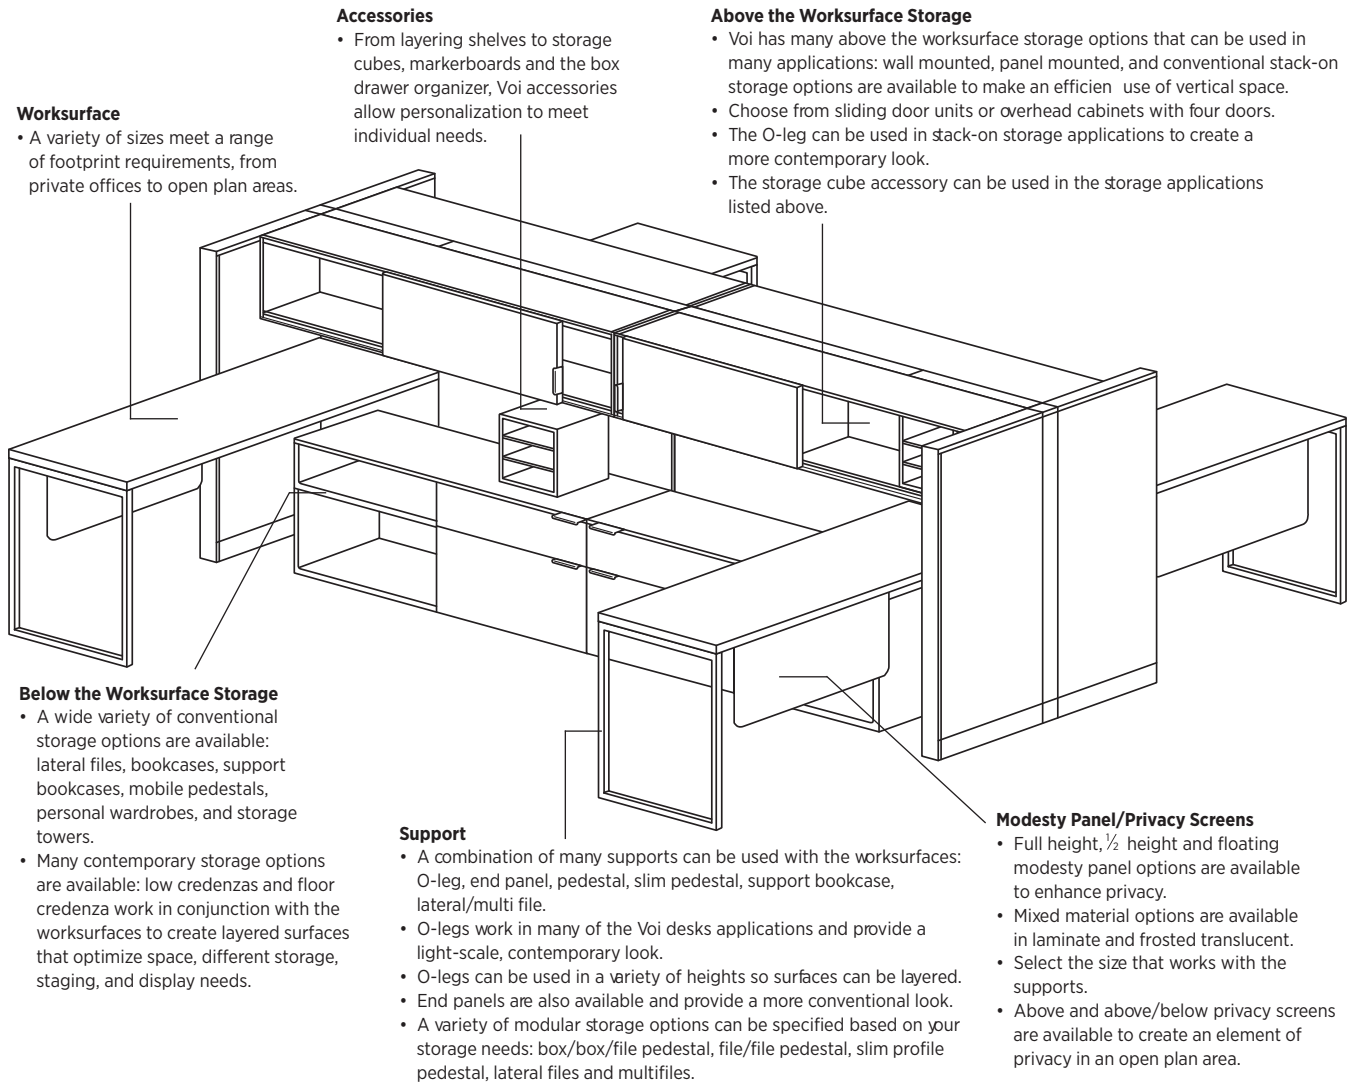 Accessories
• From layering shelves to storage
cubes, markerboards and the box
drawer organizer, Voi accessories
allow personalization to meet
individual needs.
Above the Worksurface Storage
• Voi has many above the worksurface storage options that can be used in
many applications: wall mounted, panel mounted, and conventional stack-on
storage options are available to make an efficien use of vertical space.
• Choose from sliding door units or overhead cabinets with four doors.
• The O-leg can be used in stack-on storage applications to create a
more contemporary look.
• The storage cube accessory can be used in the storage applications
listed above.
Worksurface
• A variety of sizes meet a range
of footprint requirements, from
private offices to open plan areas.
Below the Worksurface Storage
• A wide variety of conventional
storage options are available:
lateral files, bookcases, support
bookcases, mobile pedestals,
personal wardrobes, and storage
towers.
• Many contemporary storage options
are available: low credenzas and floor
credenza work in conjunction with the
worksurfaces to create layered surfaces
that optimize space, different storage,
staging, and display needs.
Support
• A combination of many supports can be used with the worksurfaces:
O-leg, end panel, pedestal, slim pedestal, support bookcase,
lateral/multi file.
• O-legs work in many of the Voi desks applications and provide a
light-scale, contemporary look.
• O-legs can be used in a variety of heights so surfaces can be layered.
• End panels are also available and provide a more conventional look.
• A variety of modular storage options can be specified based on your
storage needs: box/box/file pedestal, file/file pedestal, slim profile
pedestal, lateral files and multifiles.
Modesty Panel/Privacy Screens
• Full height, ½ height and floating
modesty panel options are available
to enhance privacy.
• Mixed material options are available
in laminate and frosted translucent.
• Select the size that works with the
supports.
• Above and above/below privacy screens
are available to create an element of
privacy in an open plan area.